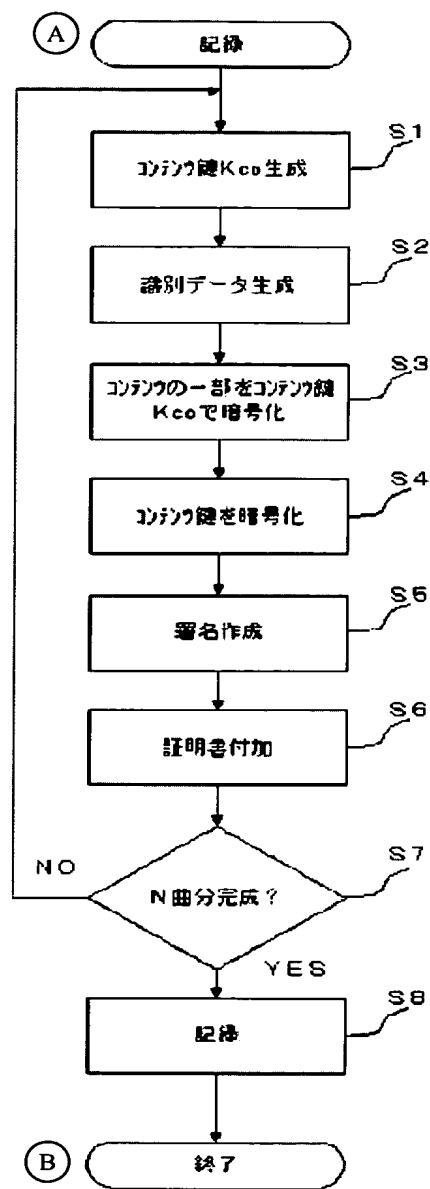 A
記録
S1
コンテンツ鍵Kco生成
S2
識別データ生成
S3
コンテンツの一部をコンテンツ鍵
Kcoで暗号化
S4
コンテンツ鍵を暗号化
S5
署名作成
S6
証明書付加
S7
N曲分完成？
NO
YES
S8
記録
B
終了